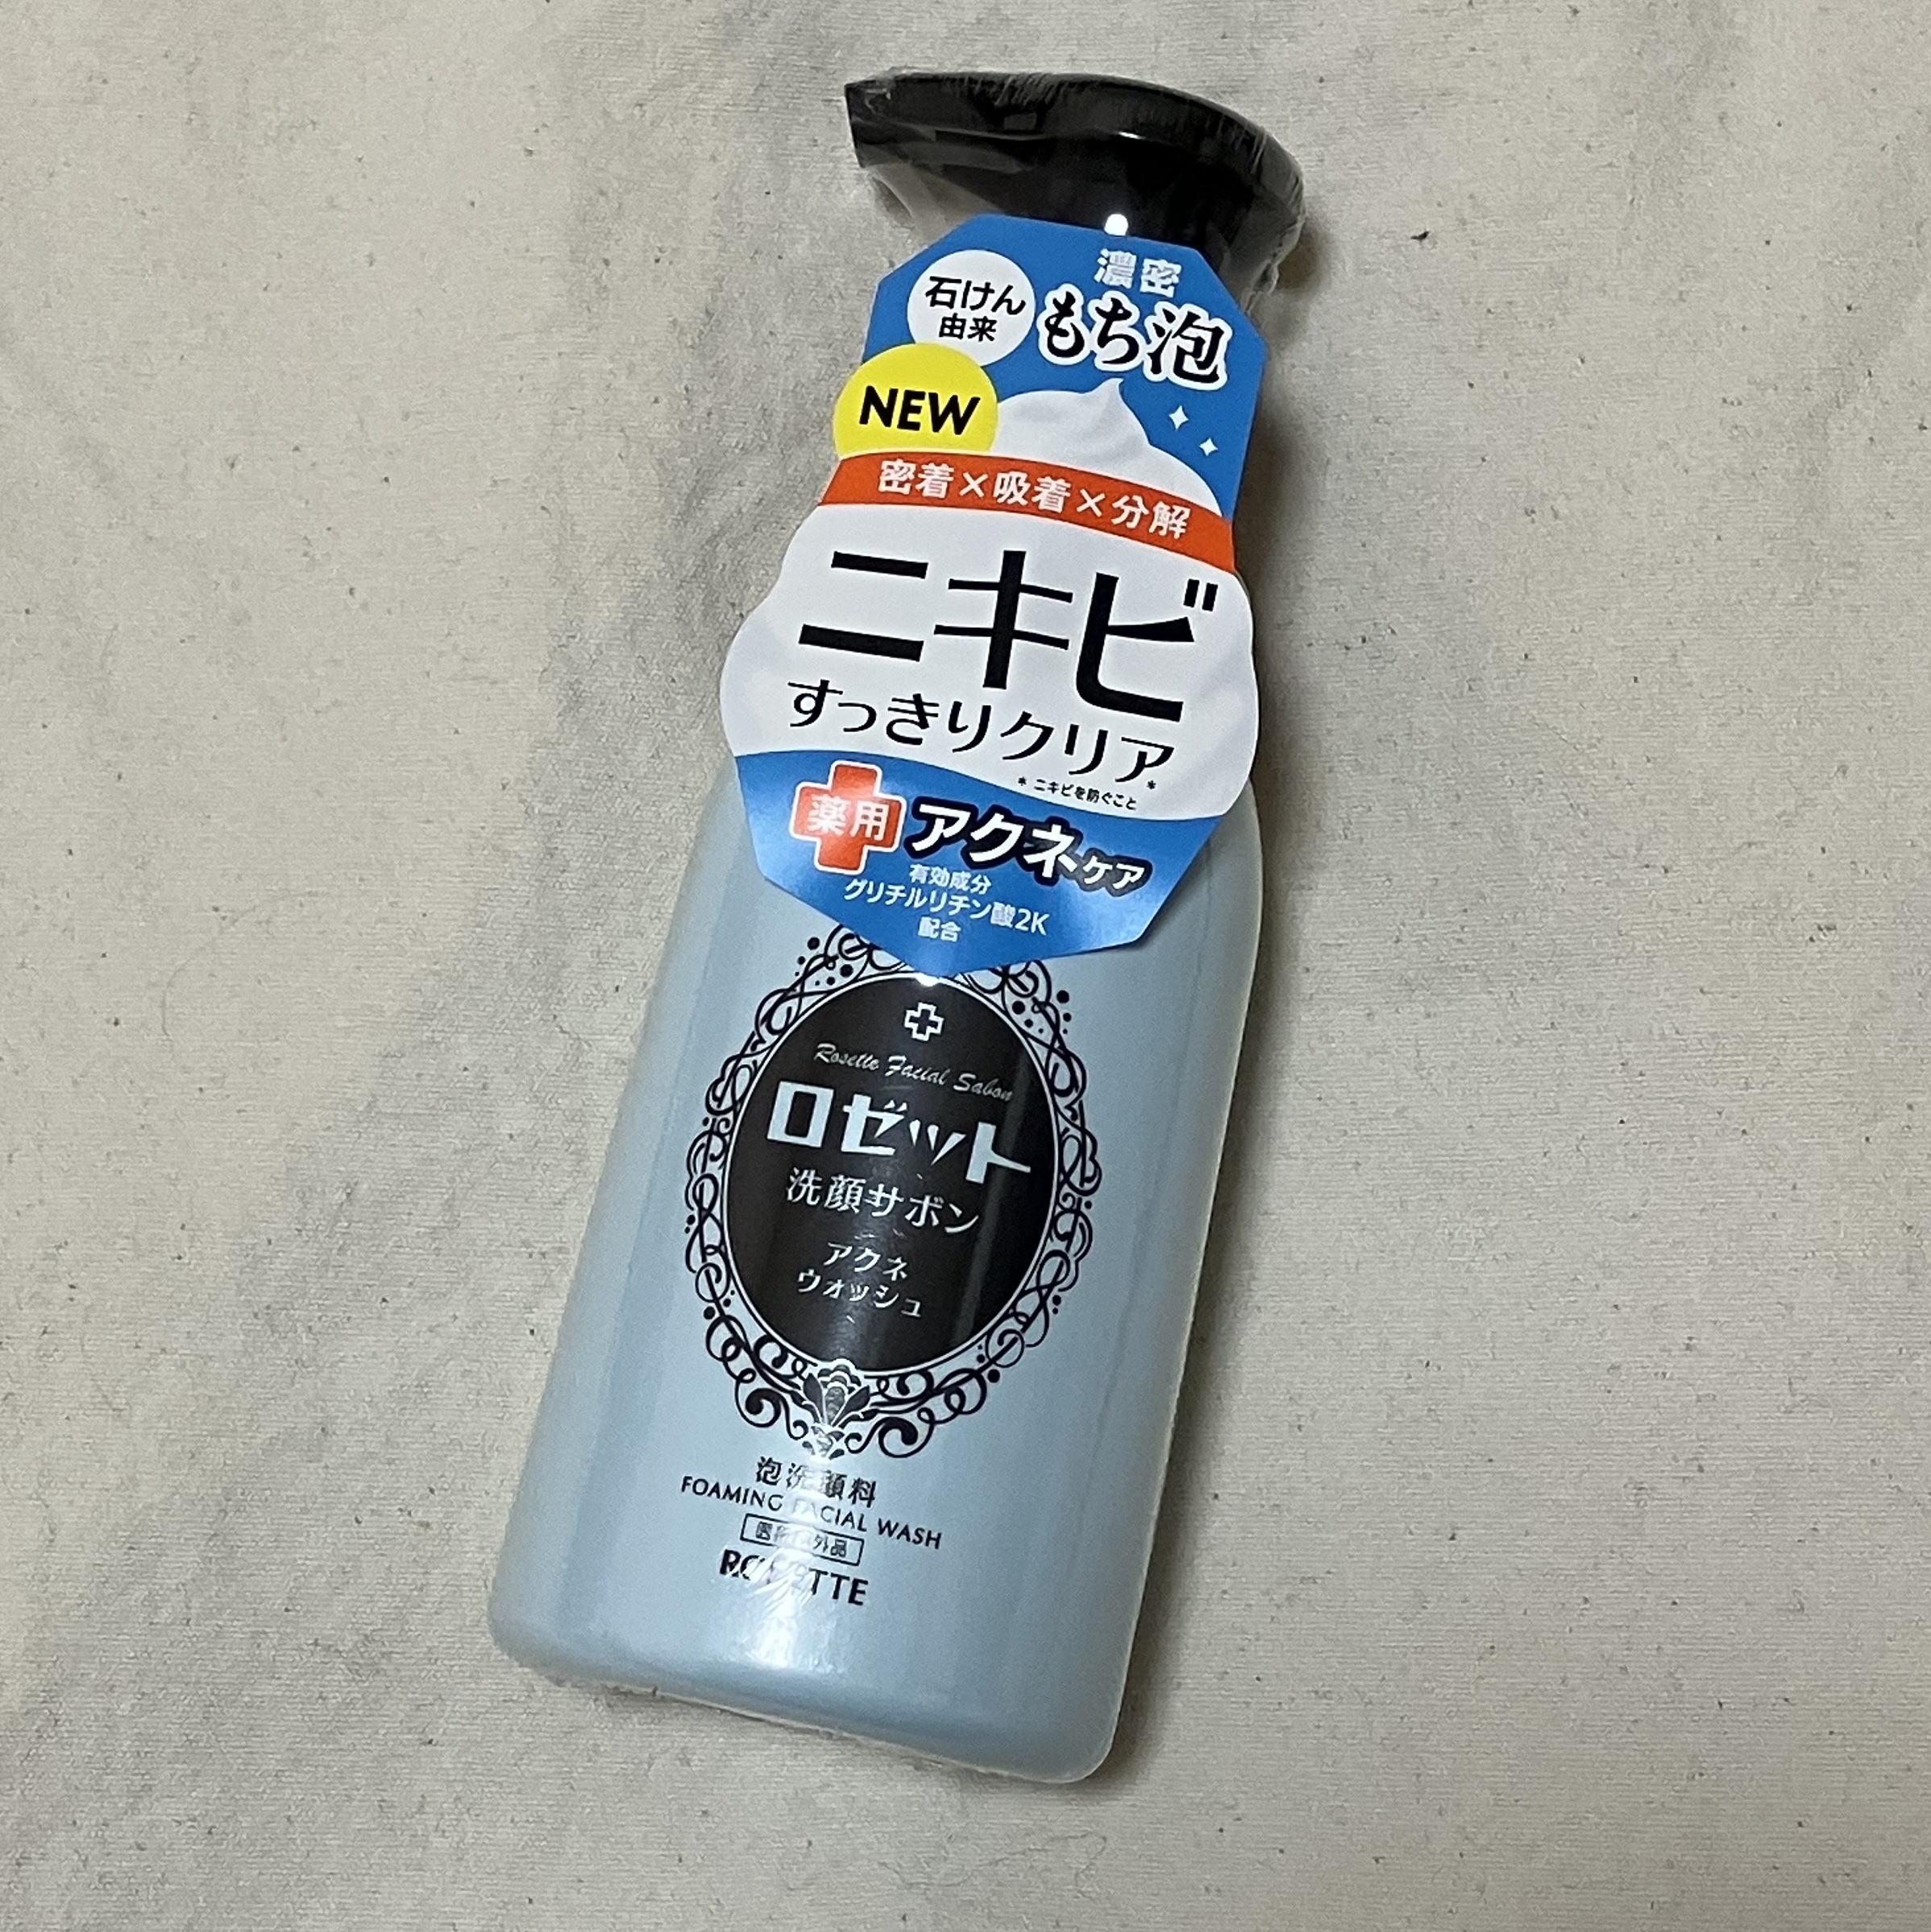 石けん
由来
濃密
もち泡
NEW
密着×吸着×分解
ニキビ
すっきりクリア*
* ニキビを防ぐこと
薬用
アクネケア
有効成分
グリチルリチン酸2K
配合
Rosette Facial Sabon
ロゼット
洗顔サボン
アクネ
ウォッシュ
泡洗顔料
FOAMING FACIAL WASH
医薬部外品
ROSETTE